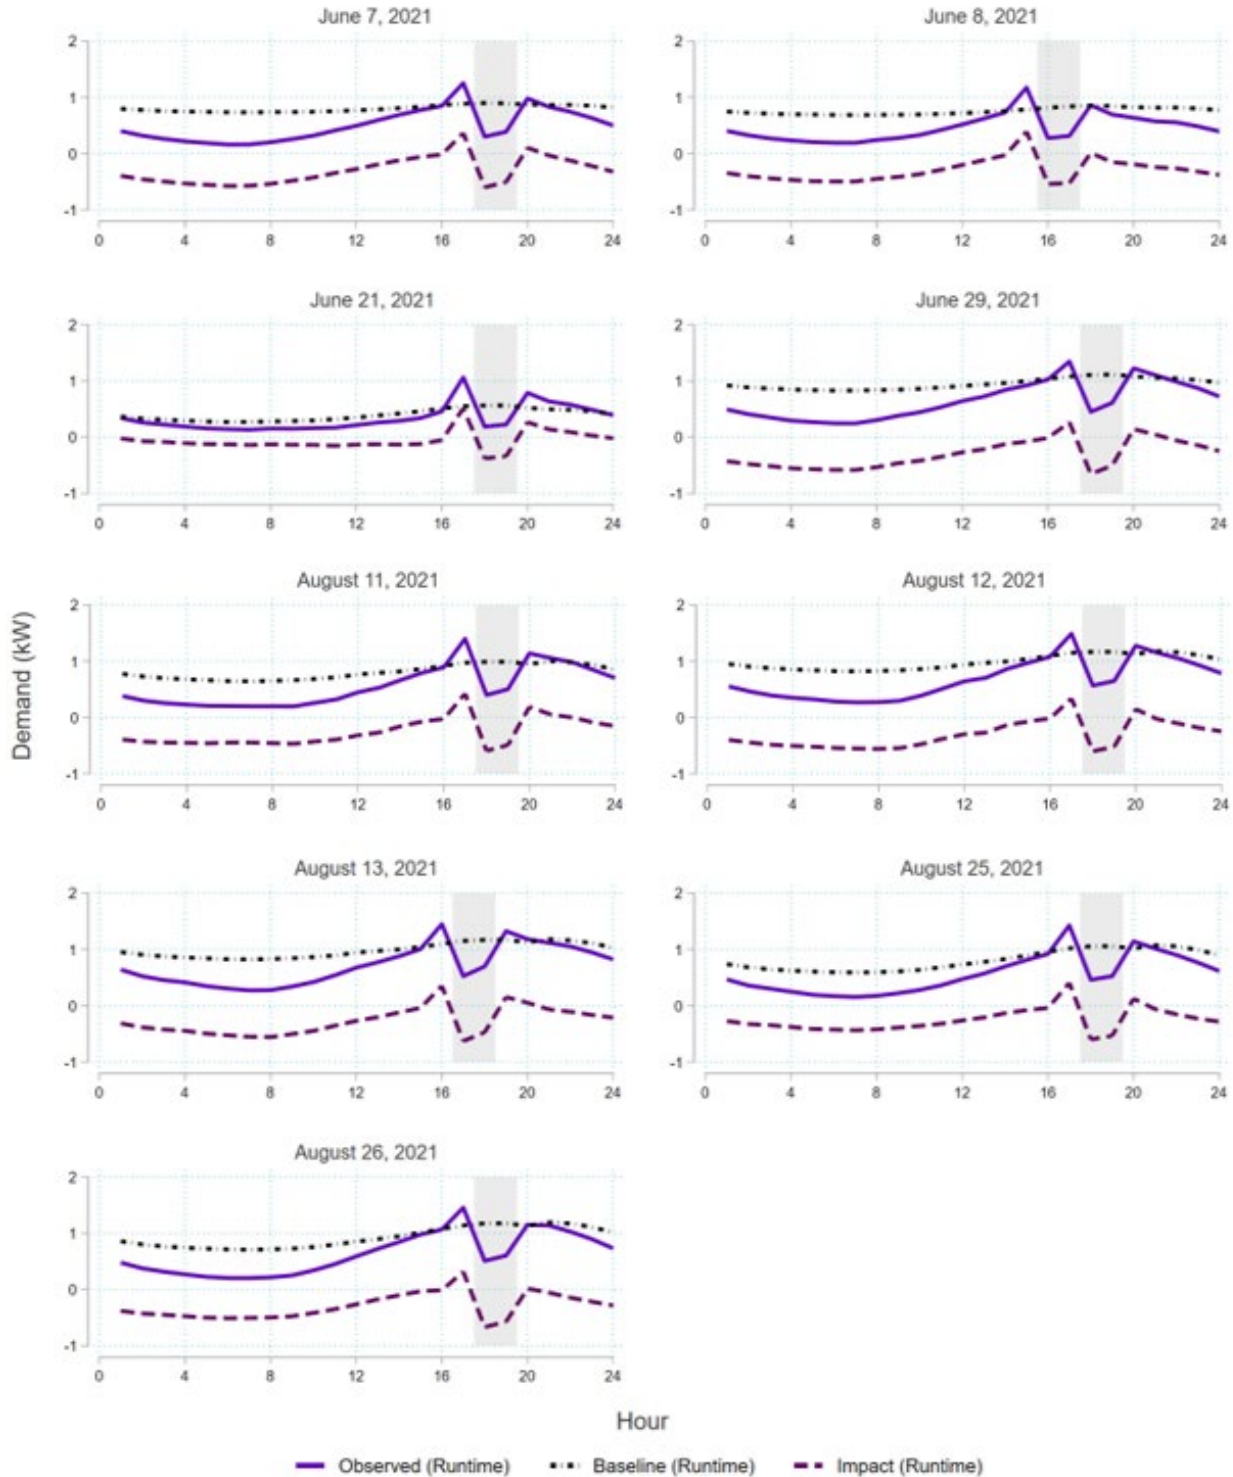 June 7, 2021
2
1
0
-1
0 4 8 12 16 20 24
June 8, 2021
2
1
0
-1
0 4 8 12 16 20 24
June 21, 2021
2
1
0
-1
0 4 8 12 16 20 24
June 29, 2021
2
1
0
-1
0 4 8 12 16 20 24
August 11, 2021
2
1
0
-1
0 4 8 12 16 20 24
August 12, 2021
2
1
0
-1
0 4 8 12 16 20 24
August 13, 2021
2
1
0
-1
0 4 8 12 16 20 24
August 25, 2021
2
1
0
-1
0 4 8 12 16 20 24
August 26, 2021
2
1
0
-1
0 4 8 12 16 20 24
Demand (kW)
Hour
Observed (Runtime) Baseline (Runtime) Impact (Runtime)